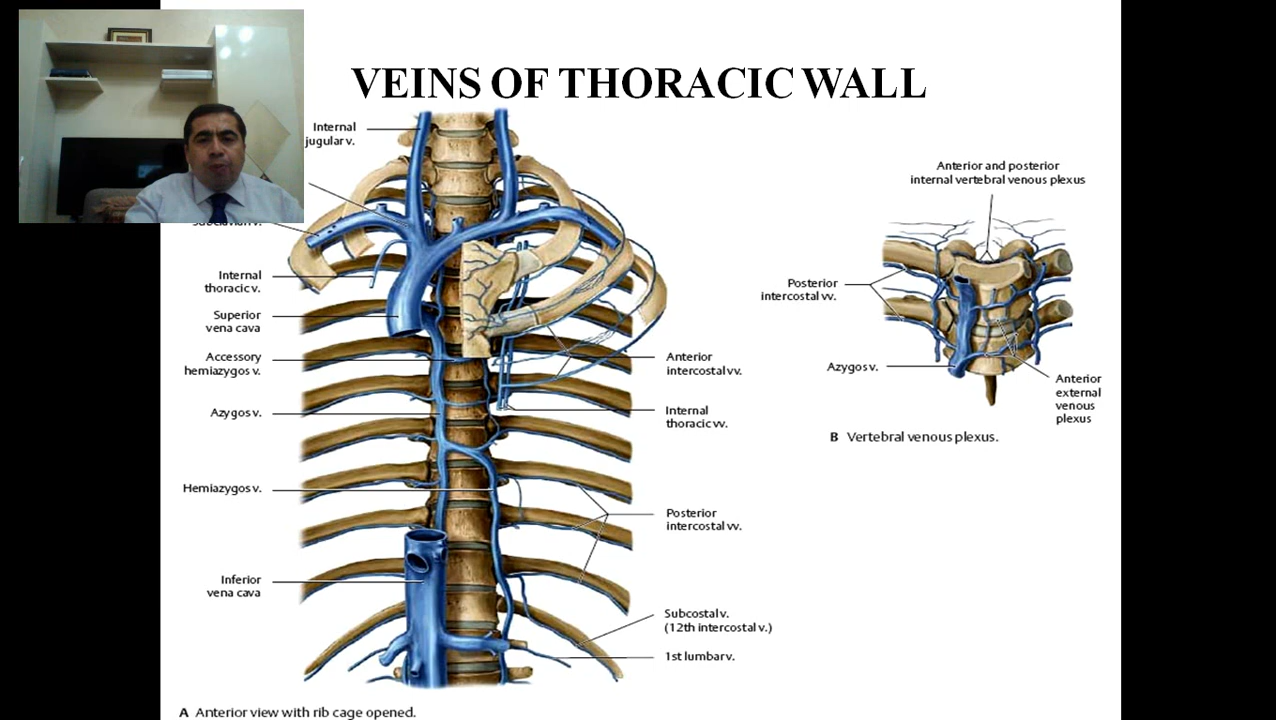 VEINS OF THORACIC WALL
Internal
jugular v.
Internal
thoracic v.
Superior
vena cava
Accessory
hemiazygos v.
Azygos v.
Hemiazygos v.
Inferior
vena cava
Anterior
intercostal vv.
Internal
thoracic vv.
Posterior
intercostal vv.
Subcostal v.
(12th intercostal v.)
1st lumbar v.
A Anterior view with rib cage opened.
Anterior and posterior
internal vertebral venous plexus
Posterior
intercostal vv.
Azygos v.
Anterior
external
venous
plexus
B Vertebral venous plexus.